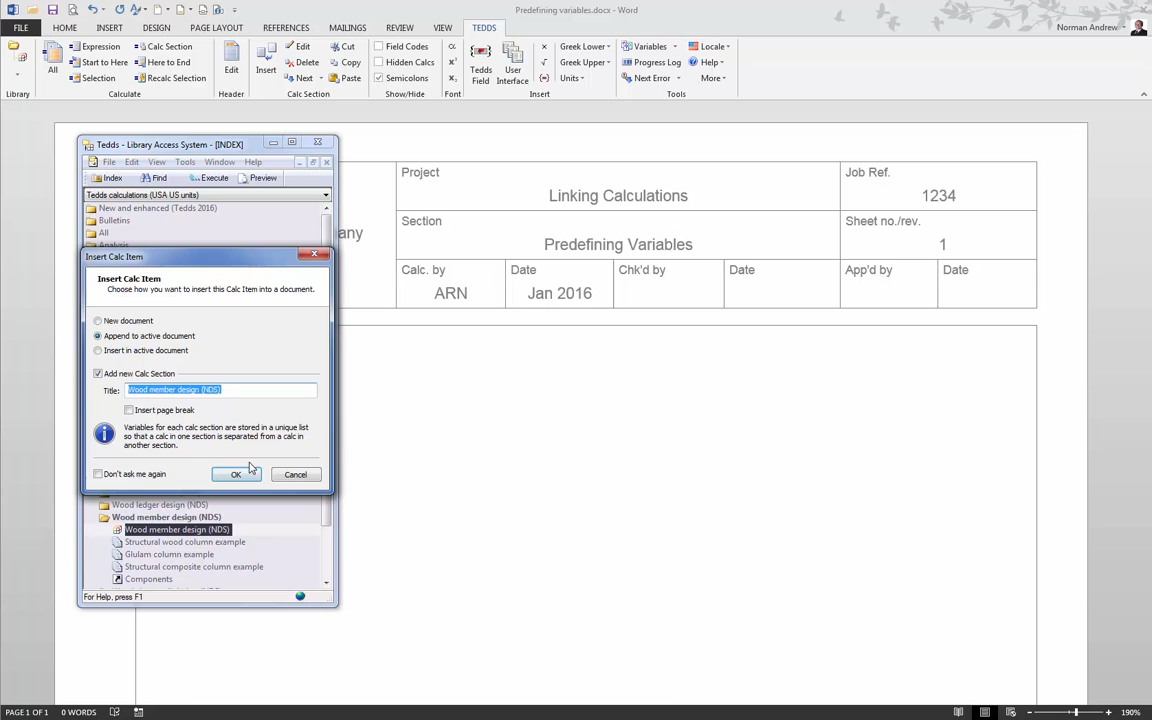 Predefining variables.docx - Word
FILE HOME INSERT DESIGN PAGE LAYOUT REFERENCES MAILINGS REVIEW VIEW TEDDS Norman Andrew
Expression Calc Section Edit Cut Field Codes Greek Lower Variables Locale
All Start to Here Here to End Edit Insert Delete Copy Hidden Calcs Tedds Field User Interface Greek Upper Progress Log Help
Selection Recalc Selection Next Paste Semicolons Units Next Error More
Library Calculate Header Calc Section Show/Hide Font Insert Tools
Tedds - Library Access System - [INDEX]
File Edit View Tools Window Help
Index Find Execute Preview
Tedds calculations (USA US units)
New and enhanced (Tedds 2016)
Bulletins
All
Analysis
Insert Calc Item
Insert Calc Item
Choose how you want to insert this Calc Item into a document.
New document
Append to active document
Insert in active document
Add new Calc Section
Title: Wood member design (NDS)
Insert page break
Variables for each calc section are stored in a unique list
so that a calc in one section is separated from a calc in
another section.
Don't ask me again OK Cancel
Wood ledger design (NDS)
Wood member design (NDS)
Wood member design (NDS)
Structural wood column example
Glulam column example
Structural composite column example
Components
For Help, press F1
any
Project
Linking Calculations
Job Ref.
1234
Section
Predefining Variables
Sheet no./rev.
1
Calc. by Date Chk'd by Date App'd by Date
ARN Jan 2016
PAGE 1 OF 1 0 WORDS 190%